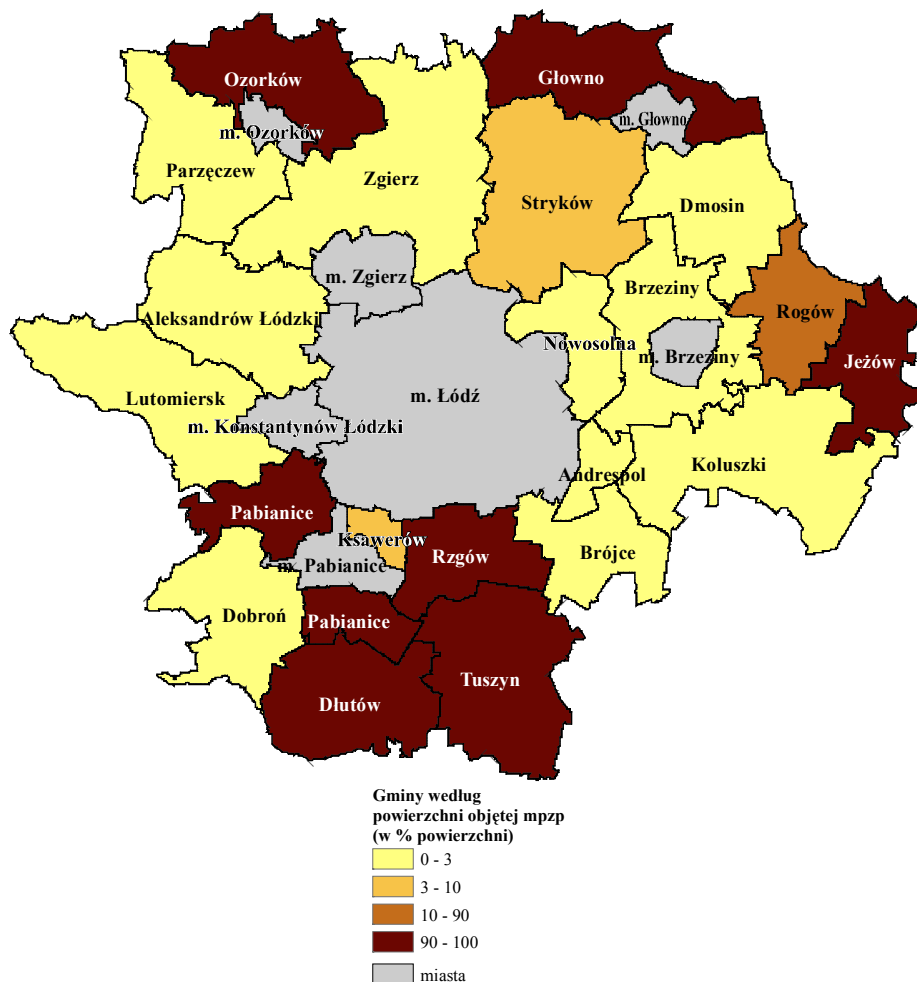 Ozorków
Głowno
m. Ozorków
m. Głowno
Parzęczew
Zgierz
Stryków
Dmosin
m. Zgierz
Brzeziny
Rogów
Aleksandrów Łódzki
Nowosolna
m. Brzeziny
Jeżów
Lutomiersk
m. Łódź
m. Konstantynów Łódzki
Andrespol
Koluszki
Pabianice
Ksawerów
Rzgów
Brójce
m. Pabianice
Dobroń
Pabianice
Tuszyn
Dłutów
Gminy według
powierzchni objętej mpzp
(w % powierzchni)
0 - 3
3 - 10
10 - 90
90 - 100
miasta